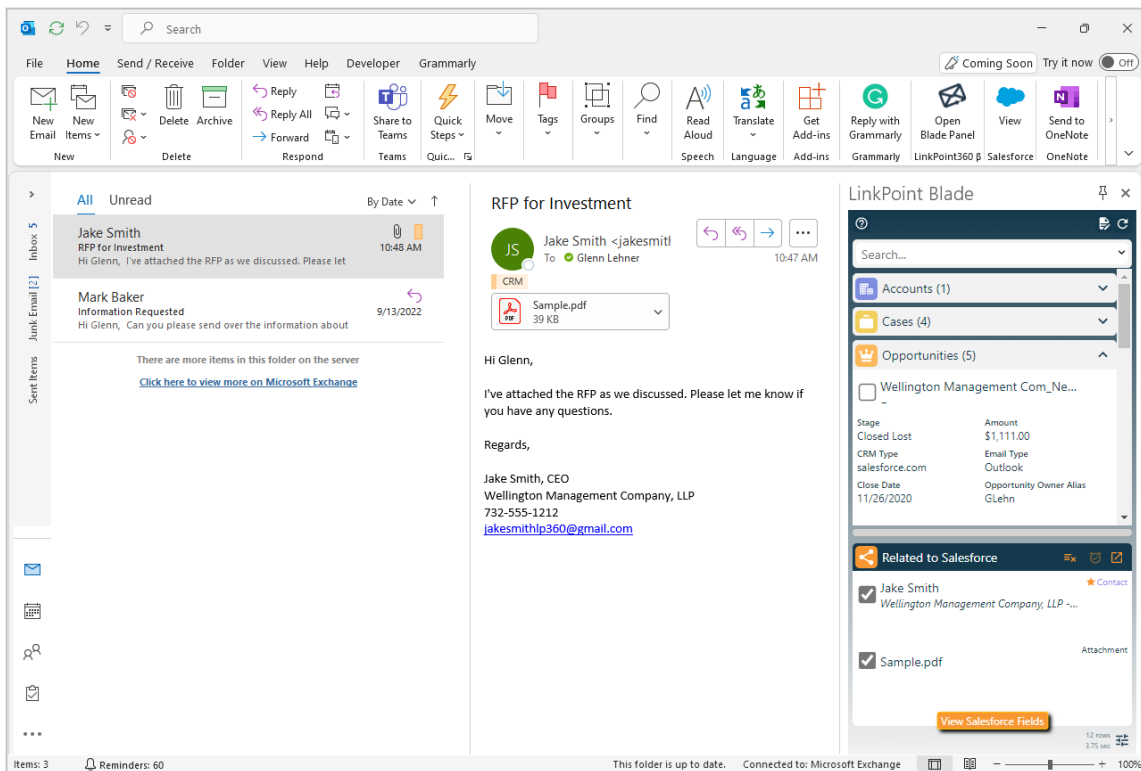 Search
File Home Send / Receive Folder View Help Developer Grammarly
Coming Soon Try it now Off
New Email
New Items
Delete
Archive
Reply
Reply All
Forward
Share to Teams
Quick Steps
Move
Tags
Groups
Find
Read Aloud
Translate
Get Add-ins
Reply with Grammarly
Open Blade Panel
View
Send to OneNote
New Delete Respond Teams Quic... Speech Language Add-ins Grammarly LinkPoint360 β Salesforce OneNote
Inbox 5
Junk Email [2]
Sent Items
All Unread
By Date
Jake Smith
RFP for Investment
10:48 AM
Hi Glenn, I've attached the RFP as we discussed. Please let
Mark Baker
Information Requested
9/13/2022
Hi Glenn, Can you please send over the information about
There are more items in this folder on the server
Click here to view more on Microsoft Exchange
RFP for Investment
JS
Jake Smith <jakesmitl
To Glenn Lehner
10:47 AM
CRM
PDF
Sample.pdf
39 KB
Hi Glenn,
I've attached the RFP as we discussed. Please let me know if
you have any questions.
Regards,
Jake Smith, CEO
Wellington Management Company, LLP
732-555-1212
jakesmithlp360@gmail.com
LinkPoint Blade
Search...
Accounts (1)
Cases (4)
Opportunities (5)
Wellington Management Com_Ne...
–
Stage Amount
Closed Lost $1,111.00
CRM Type Email Type
salesforce.com Outlook
Close Date Opportunity Owner Alias
11/26/2020 GLehn
Related to Salesforce
Jake Smith
Contact
Wellington Management Company, LLP -...
Attachment
Sample.pdf
View Salesforce Fields
12 rows
3.75 sec
Items: 3 Reminders: 60 This folder is up to date. Connected to: Microsoft Exchange 100%